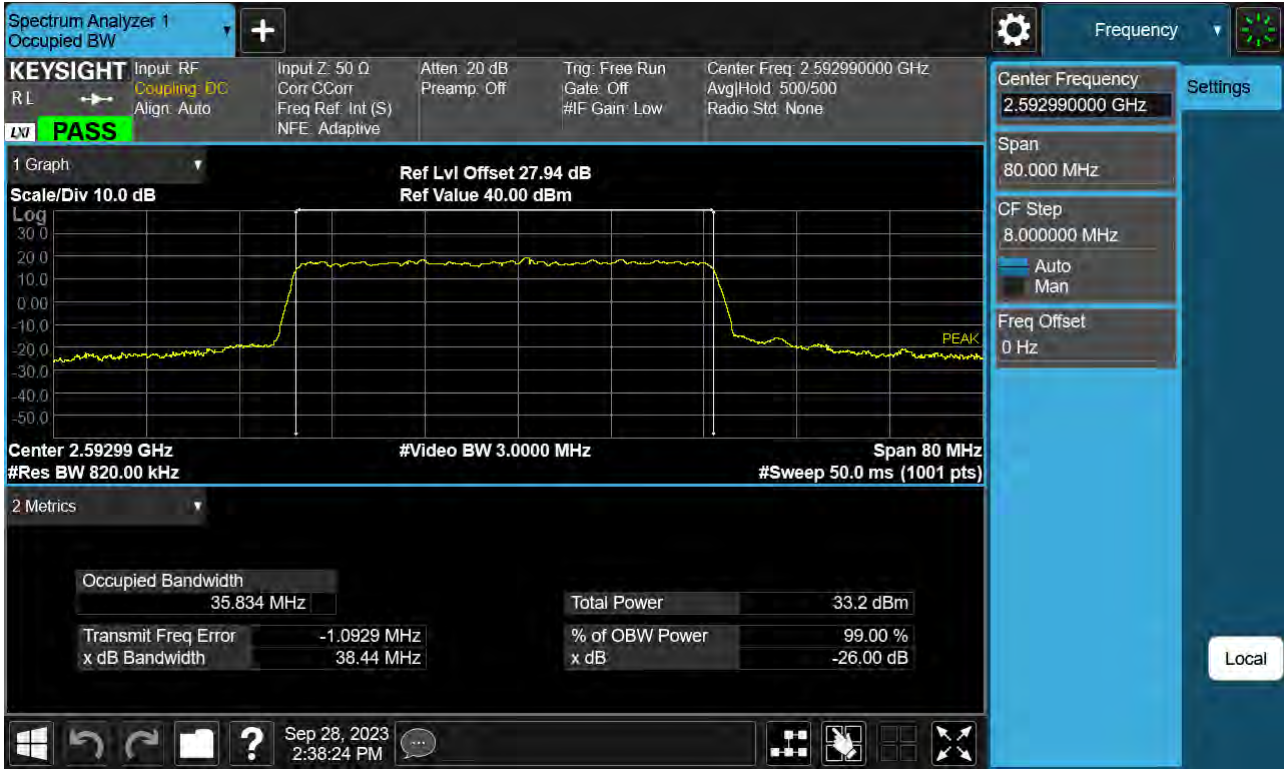 Spectrum Analyzer 1
Occupied BW
Frequency
KEYSIGHT
R L
LXI PASS
Input: RF
Coupling: DC
Align: Auto
Input Z: 50 Ω
Corr CCorr
Freq Ref: Int (S)
NFE: Adaptive
Atten: 20 dB
Preamp: Off
Trig: Free Run
Gate: Off
#IF Gain: Low
Center Freq: 2.592990000 GHz
Avg|Hold: 500/500
Radio Std: None
Center Frequency
2.592990000 GHz
Settings
Span
80.000 MHz
CF Step
8.000000 MHz
Auto
Man
Freq Offset
0 Hz
Local
1 Graph
Scale/Div 10.0 dB
Ref Lvl Offset 27.94 dB
Ref Value 40.00 dBm
Log
30.0
20.0
10.0
0.00
-10.0
-20.0
-30.0
-40.0
-50.0
PEAK
Center 2.59299 GHz
#Video BW 3.0000 MHz
Span 80 MHz
#Res BW 820.00 kHz
#Sweep 50.0 ms (1001 pts)
2 Metrics
Occupied Bandwidth
35.834 MHz
Total Power 33.2 dBm
Transmit Freq Error -1.0929 MHz
% of OBW Power 99.00 %
x dB Bandwidth 38.44 MHz
x dB -26.00 dB
?
Sep 28, 2023
2:38:24 PM